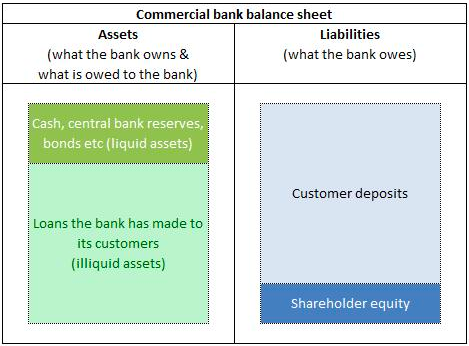 Commercial bank balance sheet
Assets
(what the bank owns &
what is owed to the bank)
Liabilities
(what the bank owes)
Cash, central bank reserves,
bonds etc (liquid assets)
Loans the bank has made to
its customers
(illiquid assets)
Customer deposits
Shareholder equity